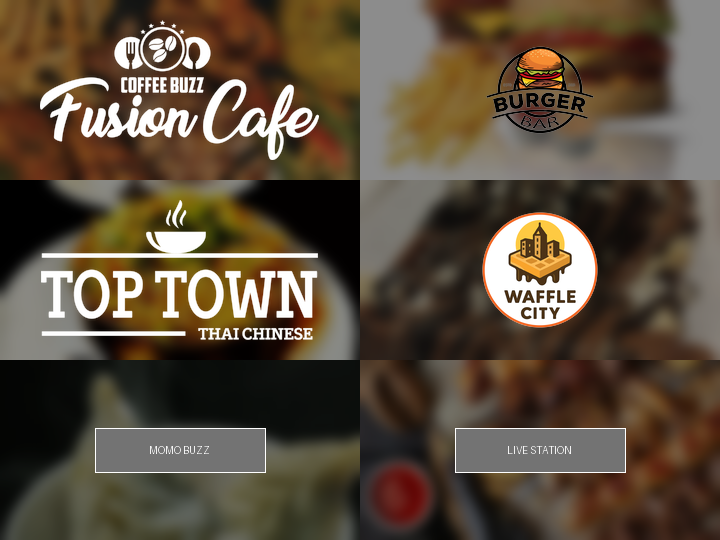 COFFEE BUZZ
Fusion Cafe
BURGER
BAR
TOP TOWN
THAI CHINESE
WAFFLE
CITY
MOMO BUZZ
LIVE STATION